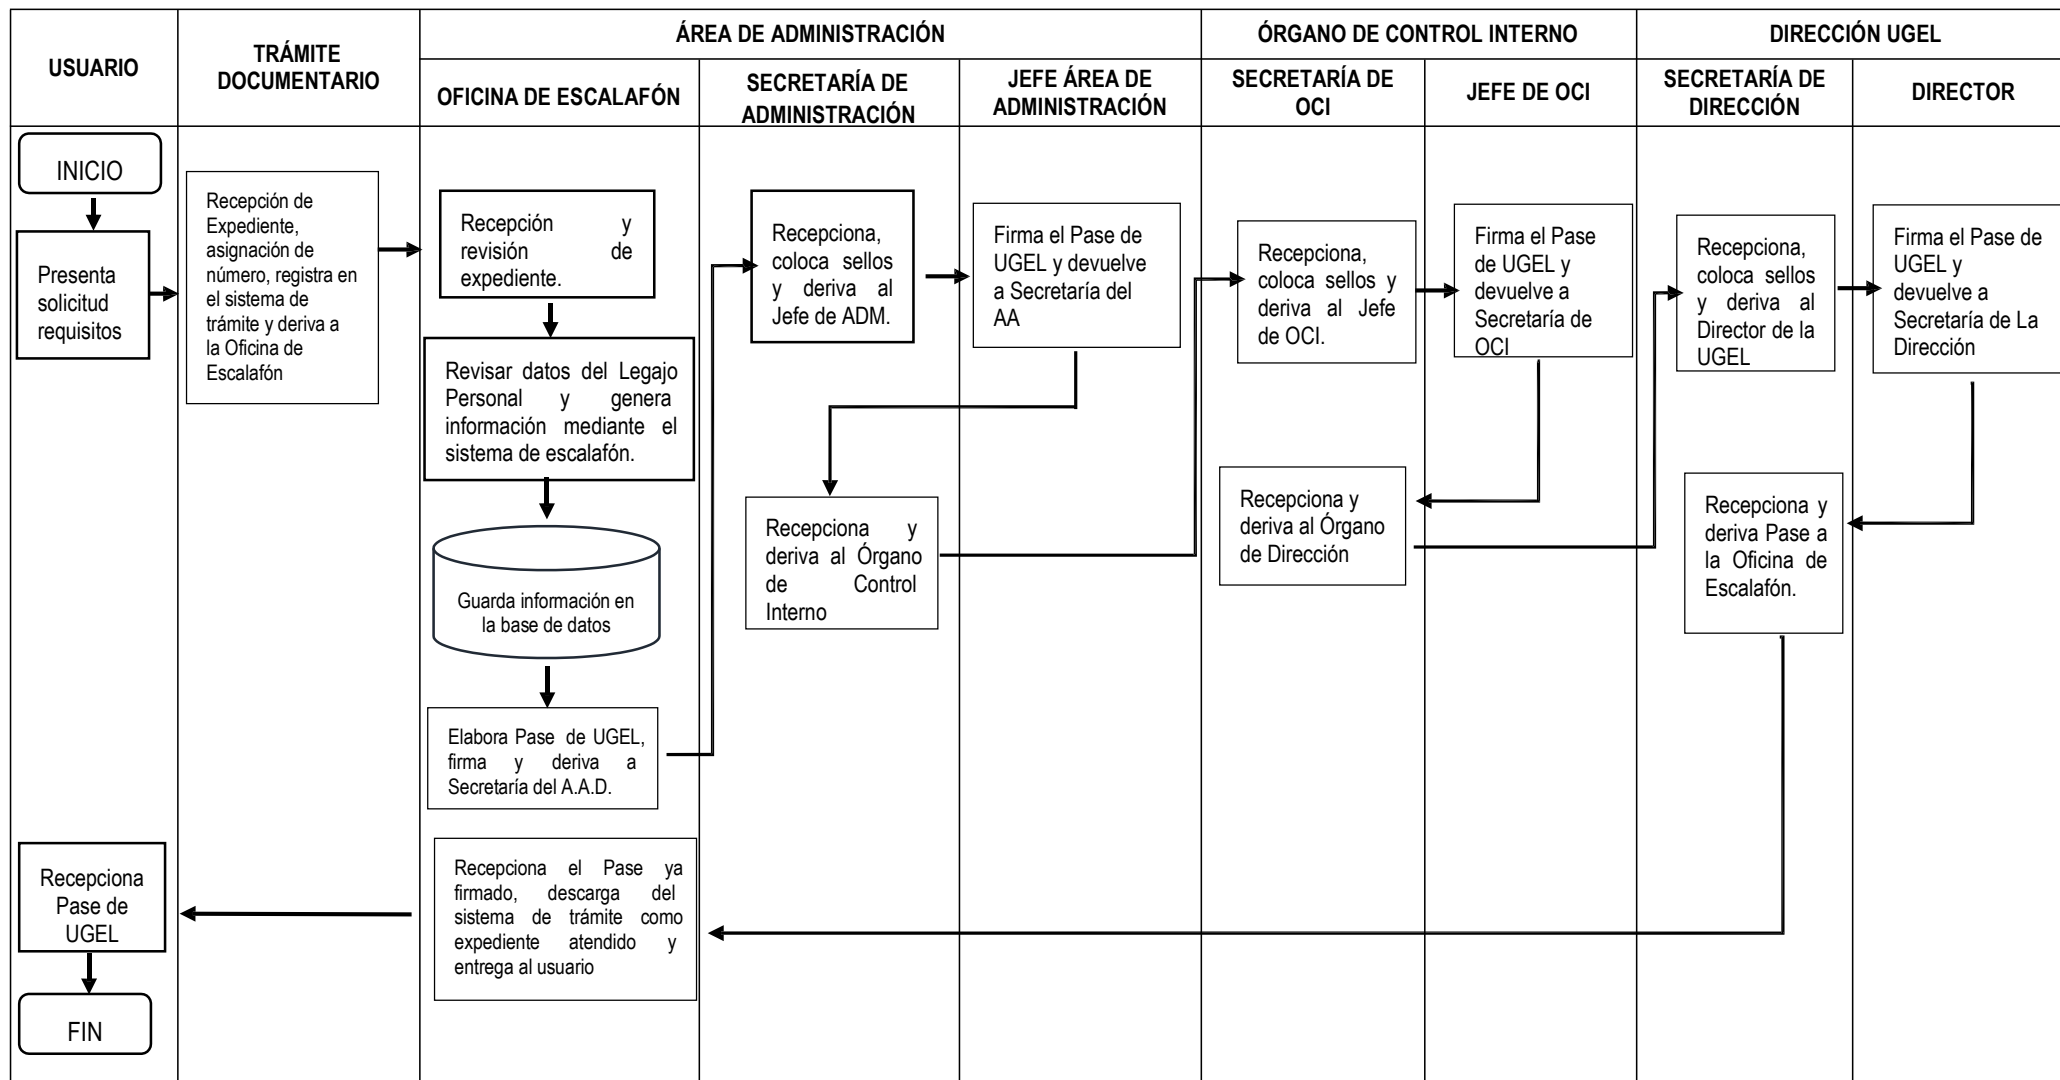 USUARIO
TRÁMITE
DOCUMENTARIO
ÁREA DE ADMINISTRACIÓN
ÓRGANO DE CONTROL INTERNO
DIRECCIÓN UGEL
OFICINA DE ESCALAFÓN
SECRETARÍA DE
ADMINISTRACIÓN
JEFE ÁREA DE
ADMINISTRACIÓN
SECRETARÍA DE
OCI
JEFE DE OCI
SECRETARÍA DE
DIRECCIÓN
DIRECTOR
INICIO
Presenta
solicitud
requisitos
Recepción de
Expediente,
asignación de
número, registra en
el sistema de
trámite y deriva a
la Oficina de
Escalafón
Recepción y
revisión de
expediente.
Revisar datos del Legajo
Personal y genera
información mediante el
sistema de escalafón.
Guarda información en
la base de datos
Elabora Pase de UGEL,
firma y deriva a
Secretaría del A.A.D.
Recepciona,
coloca sellos
y deriva al
Jefe de ADM.
Firma el Pase de
UGEL y devuelve
a Secretaría del
AA
Recepciona y
deriva al Órgano
de Control
Interno
Recepciona,
coloca sellos y
deriva al Jefe
de OCI.
Firma el Pase
de UGEL y
devuelve a
Secretaría de
OCI
Recepciona y
deriva al Órgano
de Dirección
Recepciona,
coloca sellos
y deriva al
Director de la
UGEL
Firma el Pase de
UGEL y
devuelve a
Secretaría de La
Dirección
Recepciona y
deriva Pase a
la Oficina de
Escalafón.
Recepciona el Pase ya
firmado, descarga del
sistema de trámite como
expediente atendido y
entrega al usuario
Recepciona
Pase de
UGEL
FIN